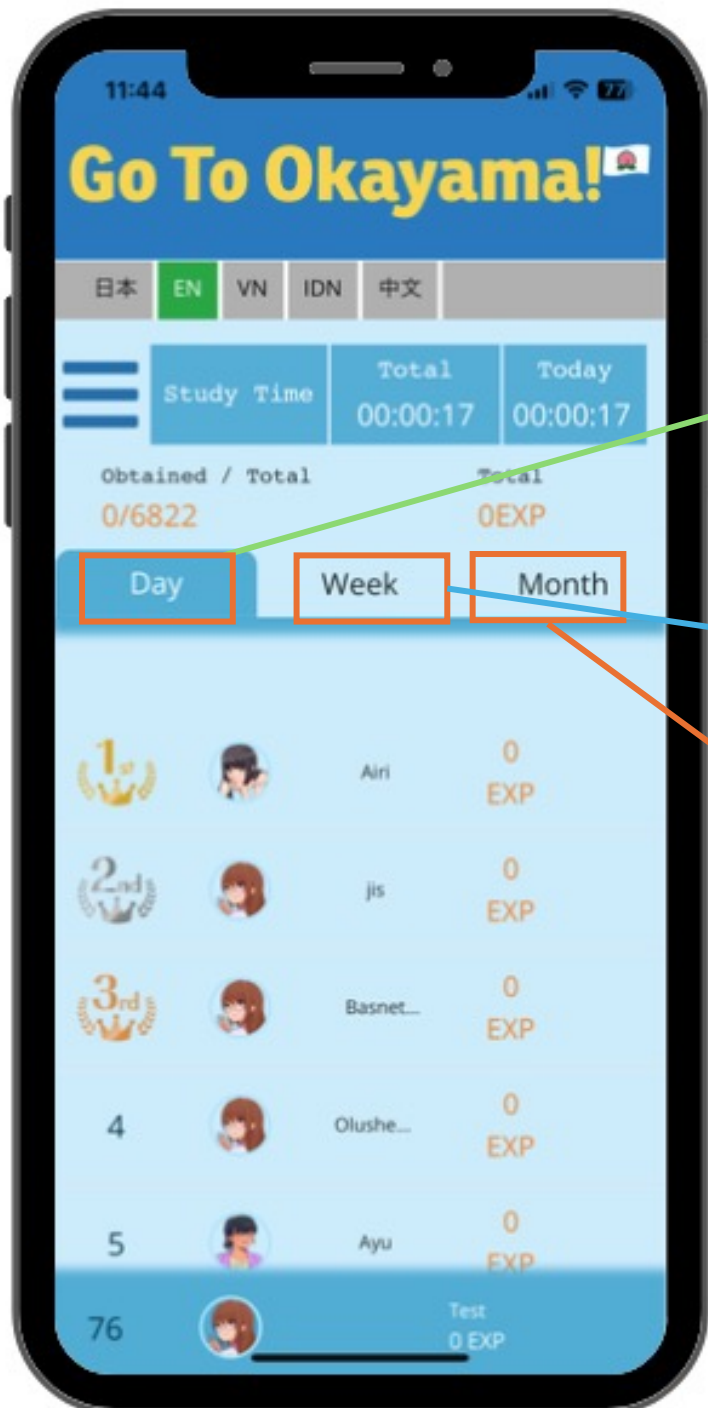 11:44
77
Go To Okayama!
日本 EN VN IDN 中文
Study Time
Total
00:00:17
Today
00:00:17
Obtained / Total
0/6822
Total
0EXP
Day Week Month
1st
Airi
0
EXP
2nd
jis
0
EXP
3rd
Basnet...
0
EXP
4
Olushe...
0
EXP
5
Ayu
0
EXP
76
Test
0 EXP